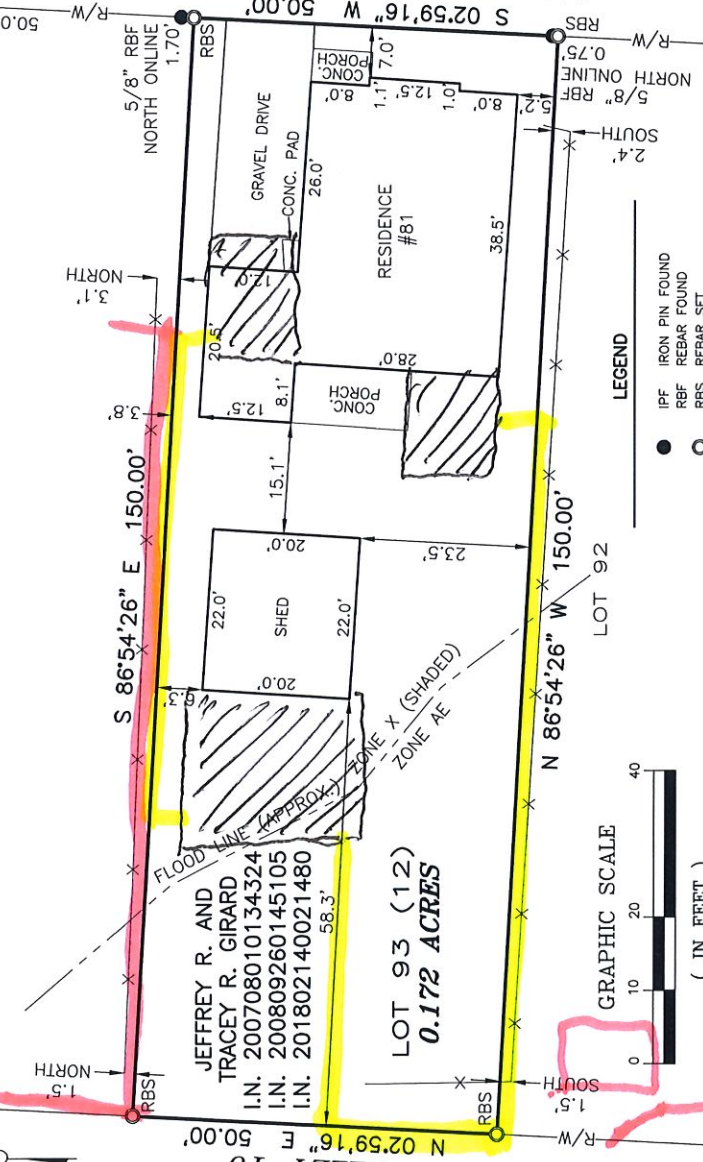 50.0
R/W
50.00'
S 02°59'16" W
RBS
R/W
5/8" RBF
NORTH ONLINE
1.70'
RBS
0.75'
NORTH ONLINE
5/8" RBF
7.0'
CONC.
PORCH
8.0'
1.1'
12.5'
1.0'
8.0'
5.2'
SOUTH
2.4'
GRAVEL DRIVE
CONC. PAD
26.0'
RESIDENCE
#81
38.5'
NORTH
3.1'
12.0'
20.5'
28.0'
8.1'
CONC.
PORCH
12.5'
3.8'
15.1'
S 86°54'26" E 150.00'
20.0'
23.5'
22.0'
SHED
22.0'
20.0'
6.3'
N 86°54'26" W 150.00'
LOT 92
ZONE X (SHADED)
ZONE AE
FLOOD LINE (APPROX.)
LEGEND
IPF IRON PIN FOUND
RBF REBAR FOUND
RBS REBAR SET
JEFFREY R. AND
TRACEY R. GIRARD
I.N. 200708010134324
I.N. 200809260145105
I.N. 201802140021480
58.3'
LOT 93 (12)
0.172 ACRES
GRAPHIC SCALE
0 10 20 40
( IN FEET )
NORTH
1.5'
RBS
N 02°59'16" E 50.00'
RBS
SOUTH
1.5'
R/W